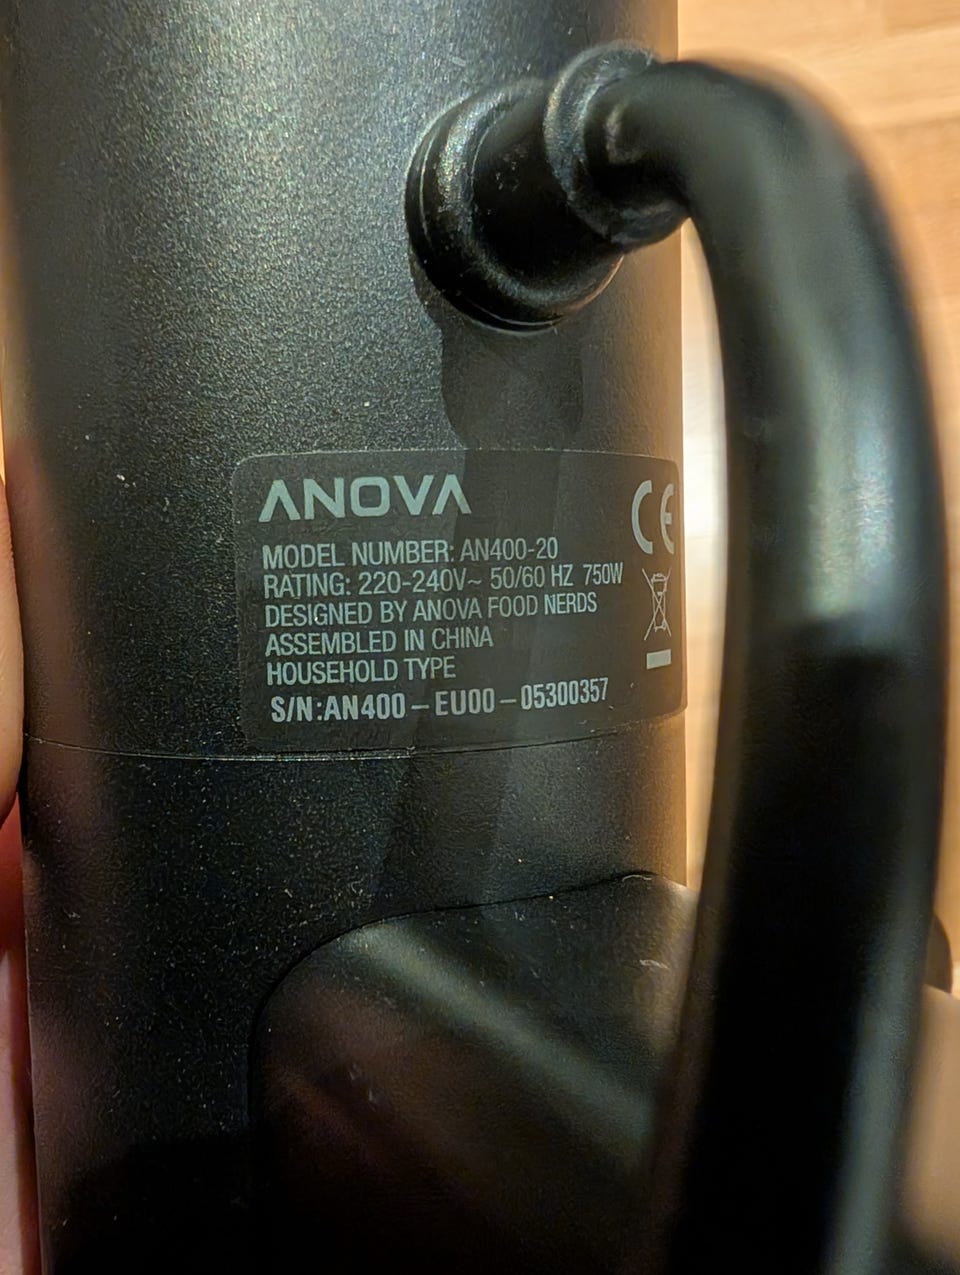 ANOVA
MODEL NUMBER: AN400-20
RATING: 220-240V~ 50/60 HZ 750W
DESIGNED BY ANOVA FOOD NERDS
ASSEMBLED IN CHINA
HOUSEHOLD TYPE
S/N:AN400-EU00-05300357
CE